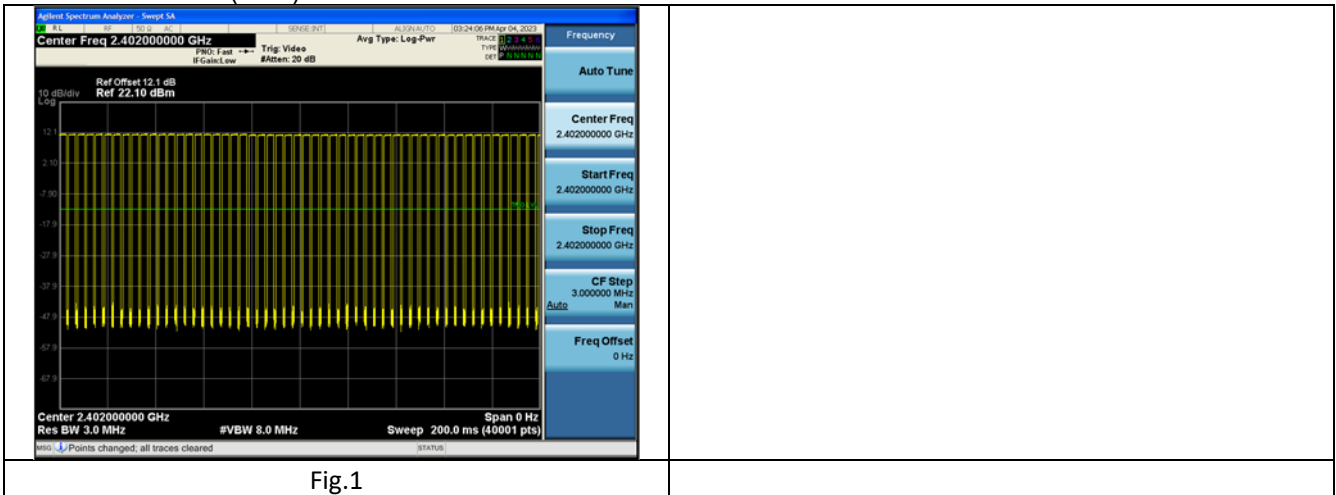 Agilent Spectrum Analyzer - Swept SA
RL RF 50 Ω AC SENSE:INT ALIGN AUTO 03:24:06 PM Apr 04, 2023
Center Freq 2.402000000 GHz
PNO: Fast
IFGain:Low
Trig: Video
#Atten: 20 dB
Avg Type: Log-Pwr
TRACE 1 2 3 4 5 6
TYPE
DET P N N N N N
Ref Offset 12.1 dB
10 dB/div Ref 22.10 dBm
Log
12.1
2.10
-7.90
-17.9
-27.9
-37.9
-47.9
-57.9
-67.9
Center 2.402000000 GHz Span 0 Hz
Res BW 3.0 MHz #VBW 8.0 MHz Sweep 200.0 ms (40001 pts)
MSG Points changed; all traces cleared STATUS
Frequency
Auto Tune
Center Freq
2.402000000 GHz
Start Freq
2.402000000 GHz
Stop Freq
2.402000000 GHz
CF Step
3.000000 MHz
Auto Man
Freq Offset
0 Hz
Fig.1